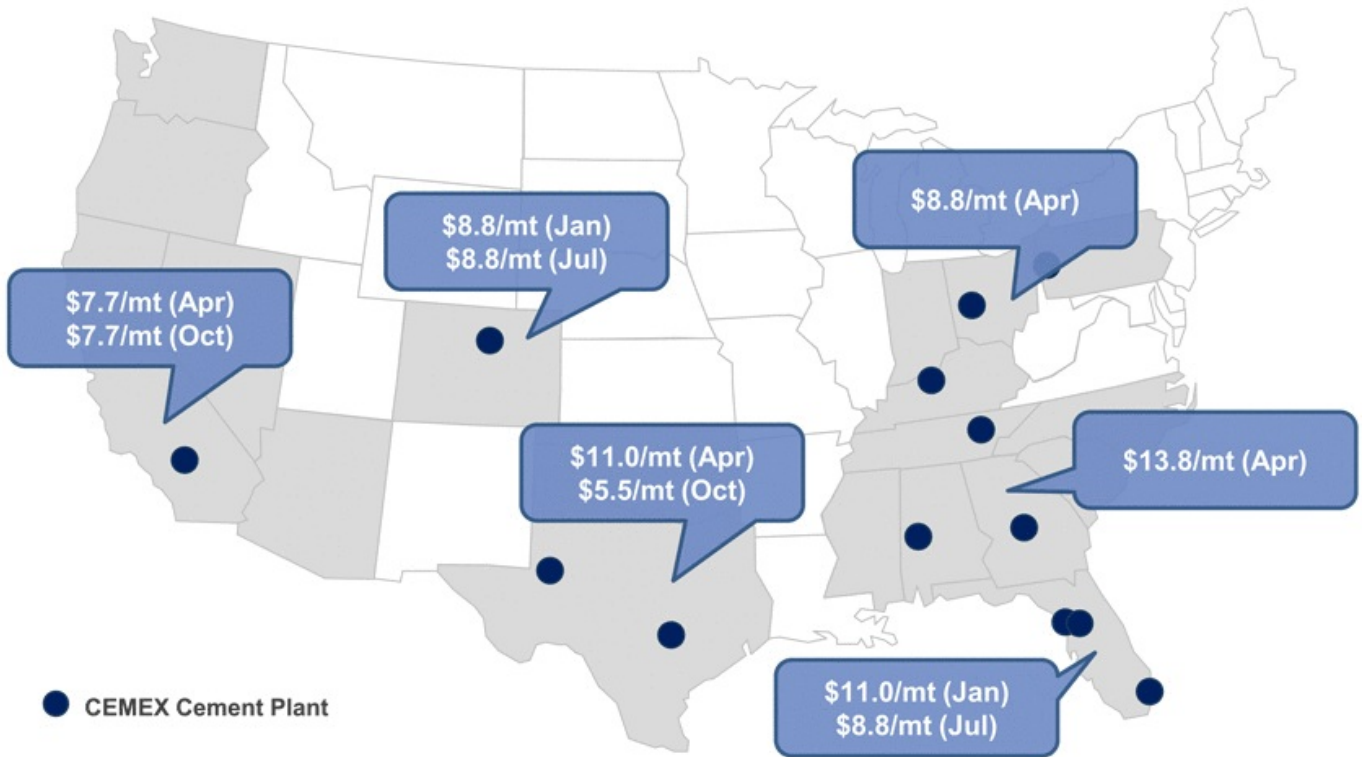 $8.8/mt (Apr)
$8.8/mt (Jan)
$8.8/mt (Jul)
$7.7/mt (Apr)
$7.7/mt (Oct)
$11.0/mt (Apr)
$5.5/mt (Oct)
$13.8/mt (Apr)
$11.0/mt (Jan)
$8.8/mt (Jul)
CEMEX Cement Plant